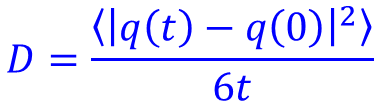 D = ⟨|q(t) − q(0)|²⟩ / 6t